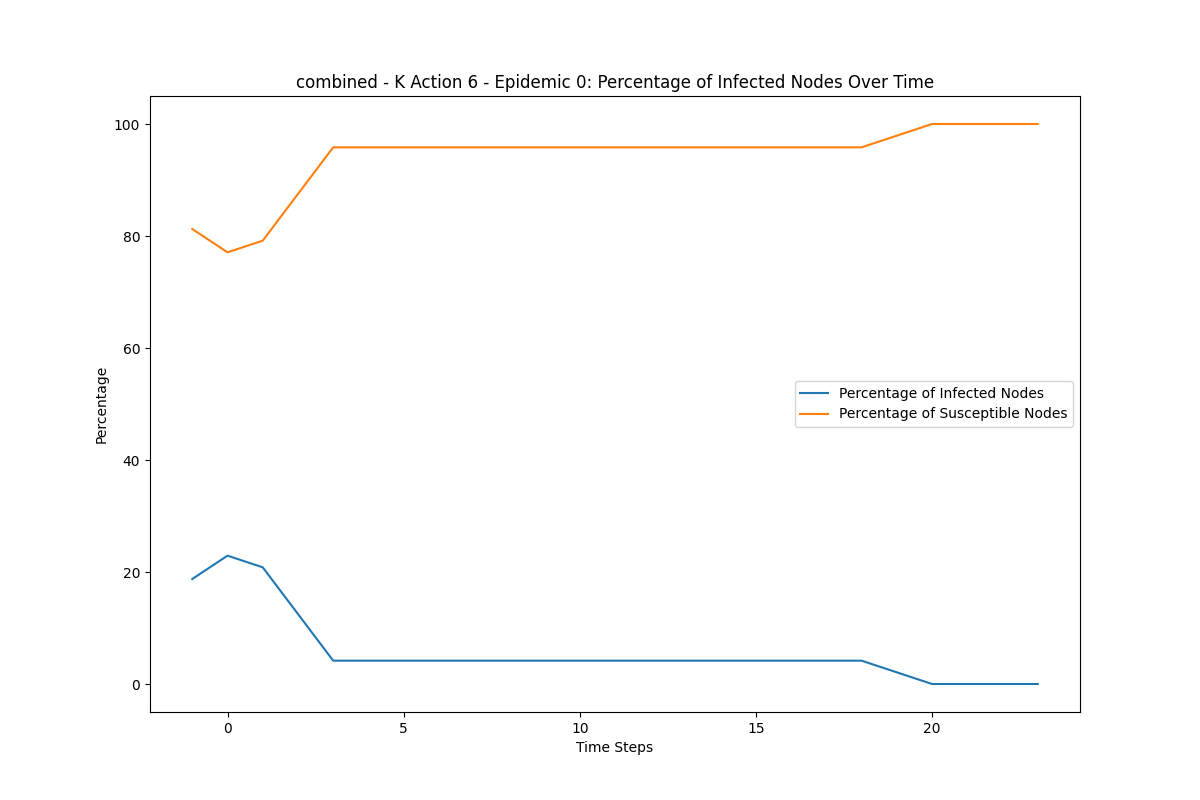 combined - K Action 6 - Epidemic 0: Percentage of Infected Nodes Over Time
100
80
60
40
20
0
Percentage
Percentage of Infected Nodes
Percentage of Susceptible Nodes
0 5 10 15 20
Time Steps